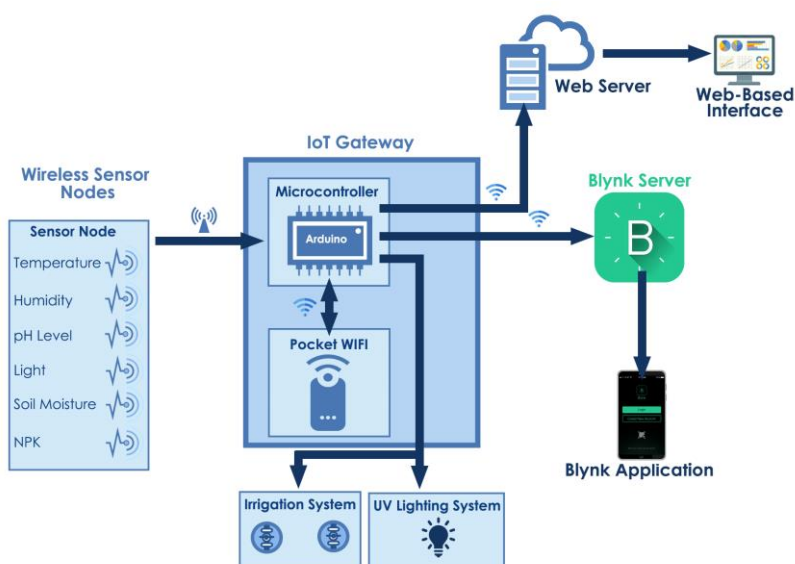 Web Server
Web-Based
Interface
IoT Gateway
Wireless Sensor
Nodes
Microcontroller
Arduino
Blynk Server
B
Sensor Node
Temperature
Humidity
pH Level
Light
Soil Moisture
NPK
Pocket WIFI
Blynk Application
Irrigation System
UV Lighting System